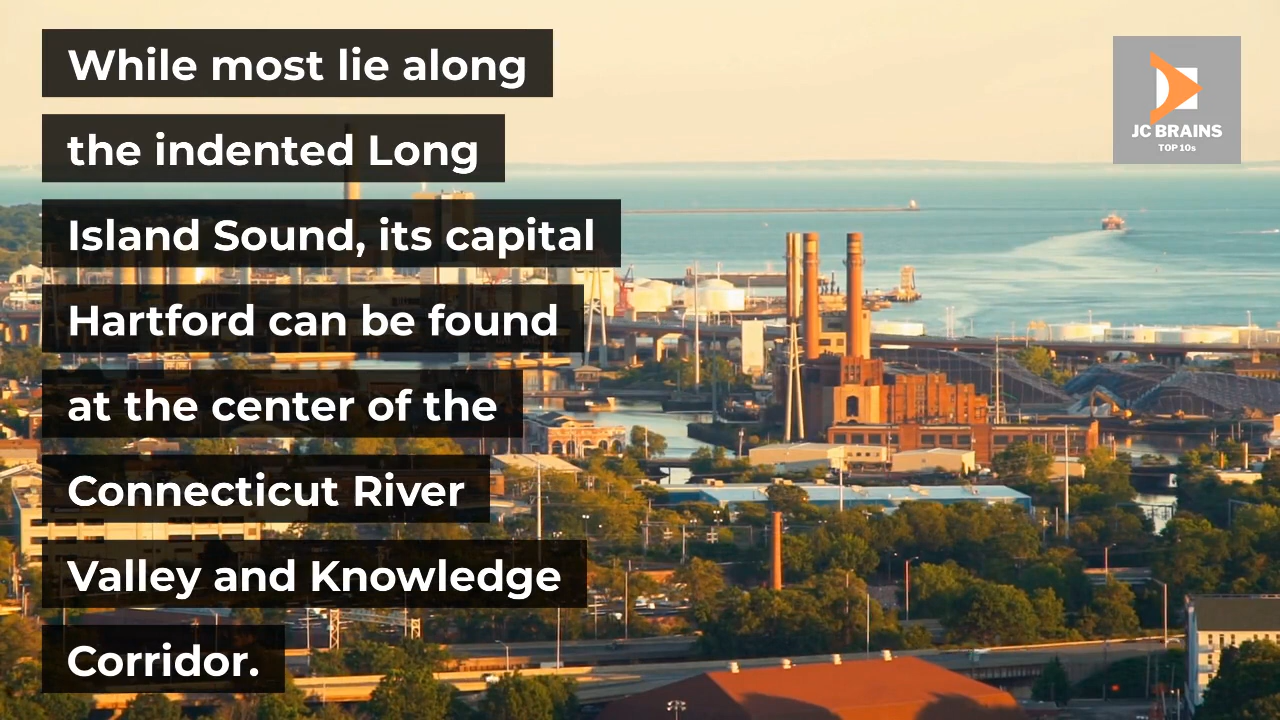 While most lie along
the indented Long
Island Sound, its capital
Hartford can be found
at the center of the
Connecticut River
Valley and Knowledge
Corridor.
JC BRAINS
TOP 10s